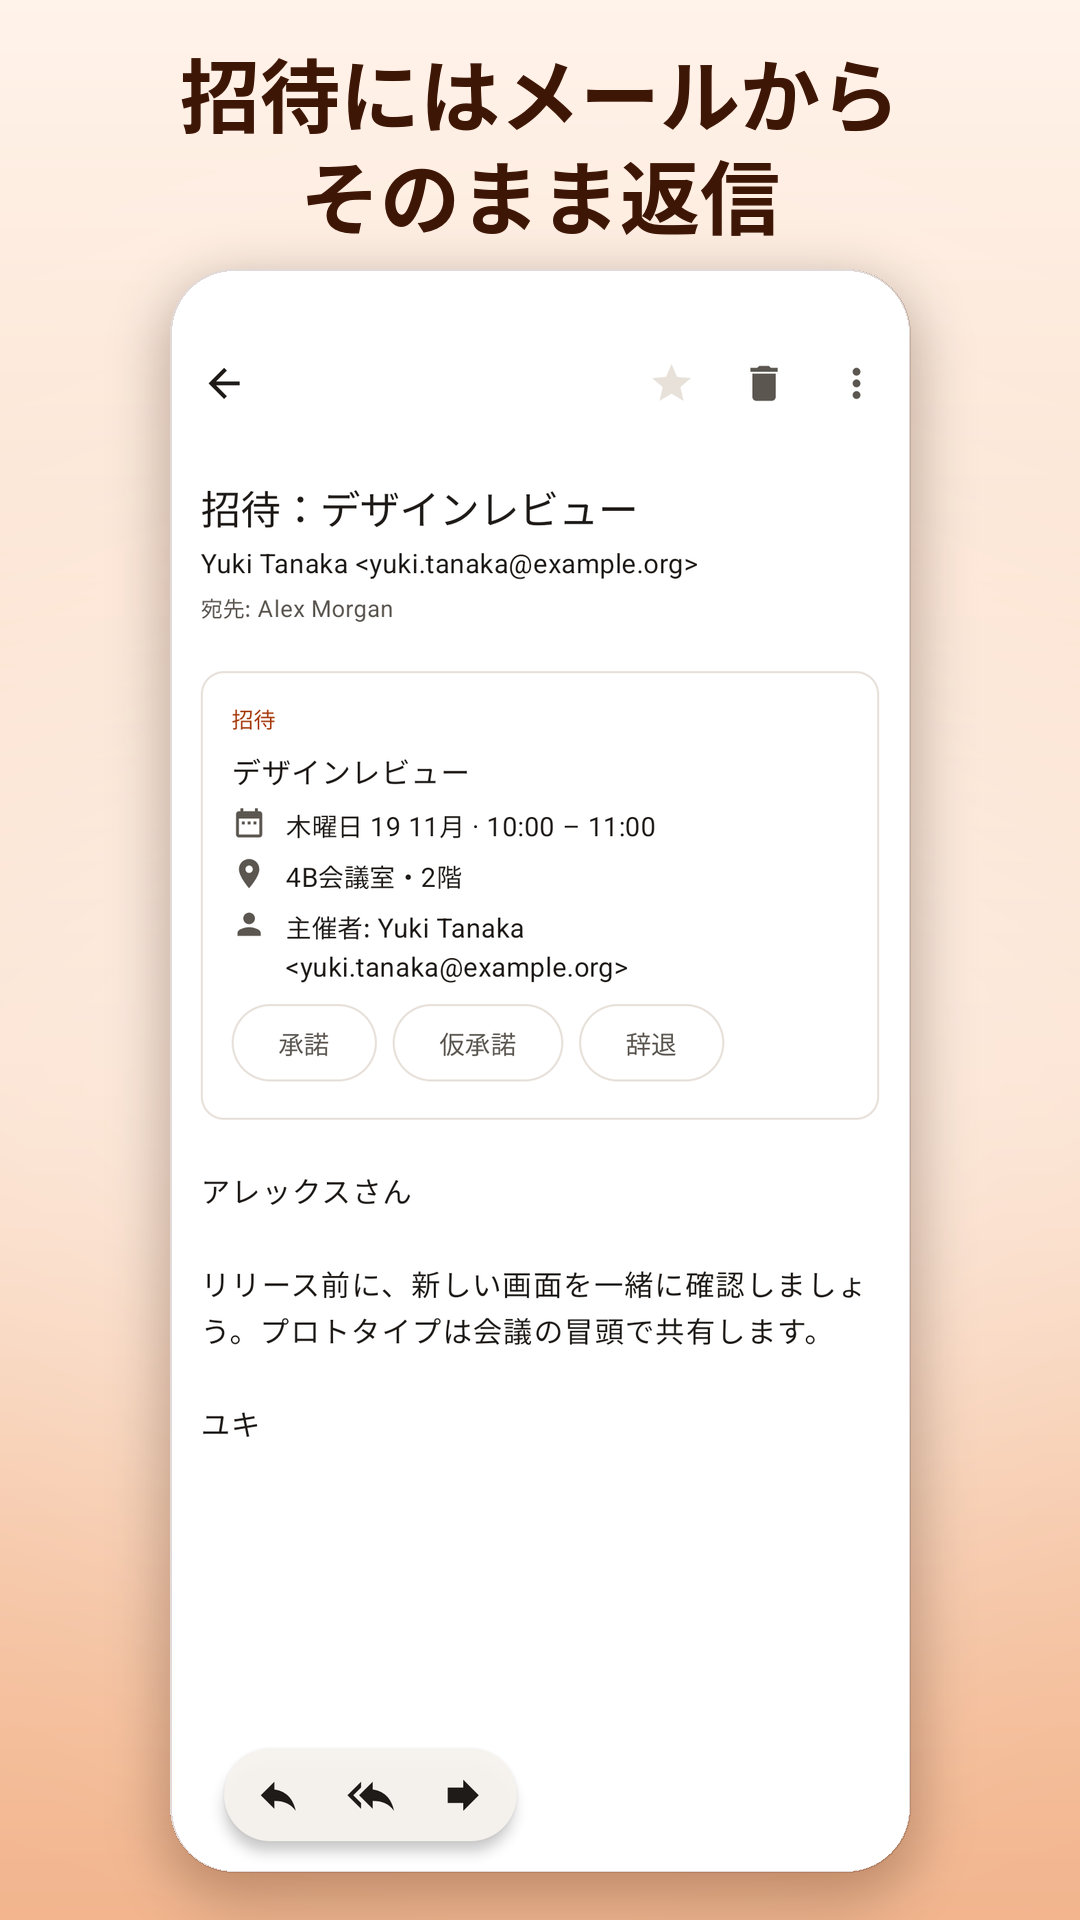 招待にはメールから
そのまま返信
招待：デザインレビュー
Yuki Tanaka <yuki.tanaka@example.org>
宛先: Alex Morgan
招待
デザインレビュー
木曜日 19 11月 · 10:00 – 11:00
4B会議室・2階
主催者: Yuki Tanaka
<yuki.tanaka@example.org>
承諾
仮承諾
辞退
アレックスさん
リリース前に、新しい画面を一緒に確認しましょ
う。プロトタイプは会議の冒頭で共有します。
ユキ